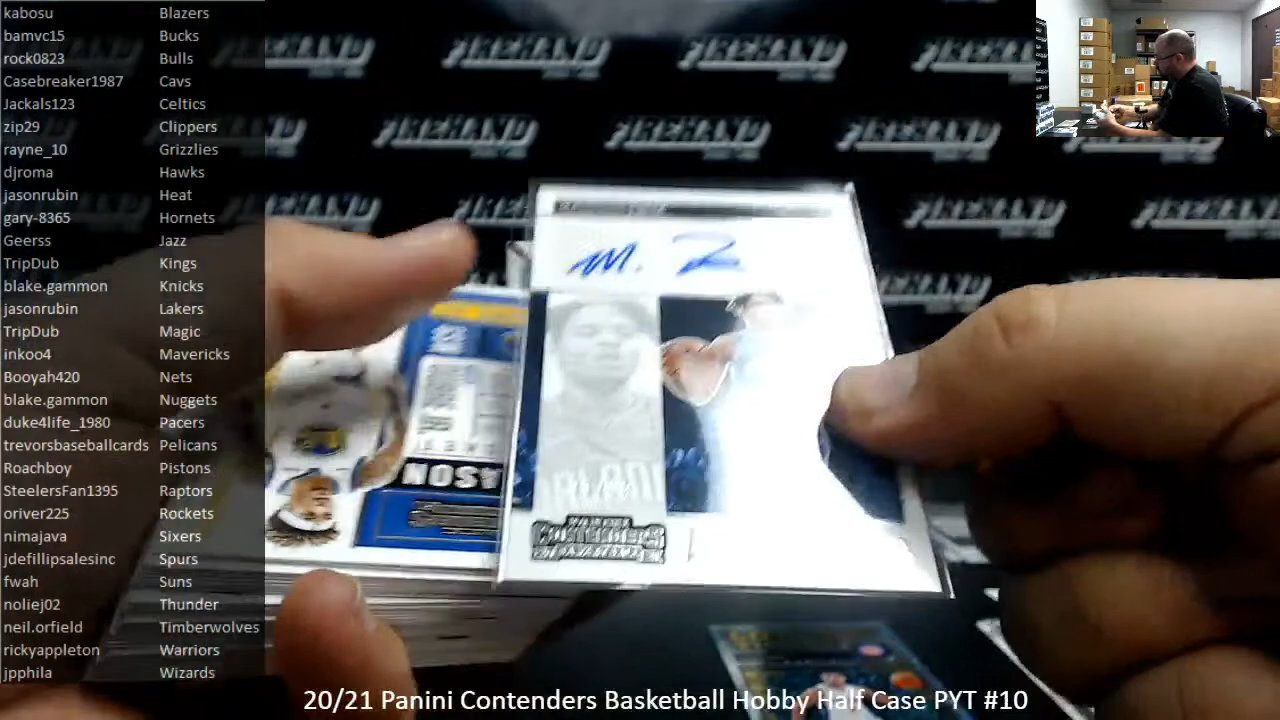 kabosu Blazers
bamvc15 Bucks
rock0823 Bulls
Casebreaker1987 Cavs
Jackals123 Celtics
zip29 Clippers
rayne_10 Grizzlies
djroma Hawks
jasonrubin Heat
gary-8365 Hornets
Geerss Jazz
TripDub Kings
blake.gammon Knicks
jasonrubin Lakers
TripDub Magic
inkoo4 Mavericks
Booyah420 Nets
blake.gammon Nuggets
duke4life_1980 Pacers
trevorsbaseballcards Pelicans
Roachboy Pistons
SteelersFan1395 Raptors
oriver225 Rockets
nimajava Sixers
jdefillipsalesinc Spurs
fwah Suns
noliej02 Thunder
neil.orfield Timberwolves
rickyappleton Warriors
jpphila Wizards
FIREHAND
CONTENDERS
20/21 Panini Contenders Basketball Hobby Half Case PYT #10